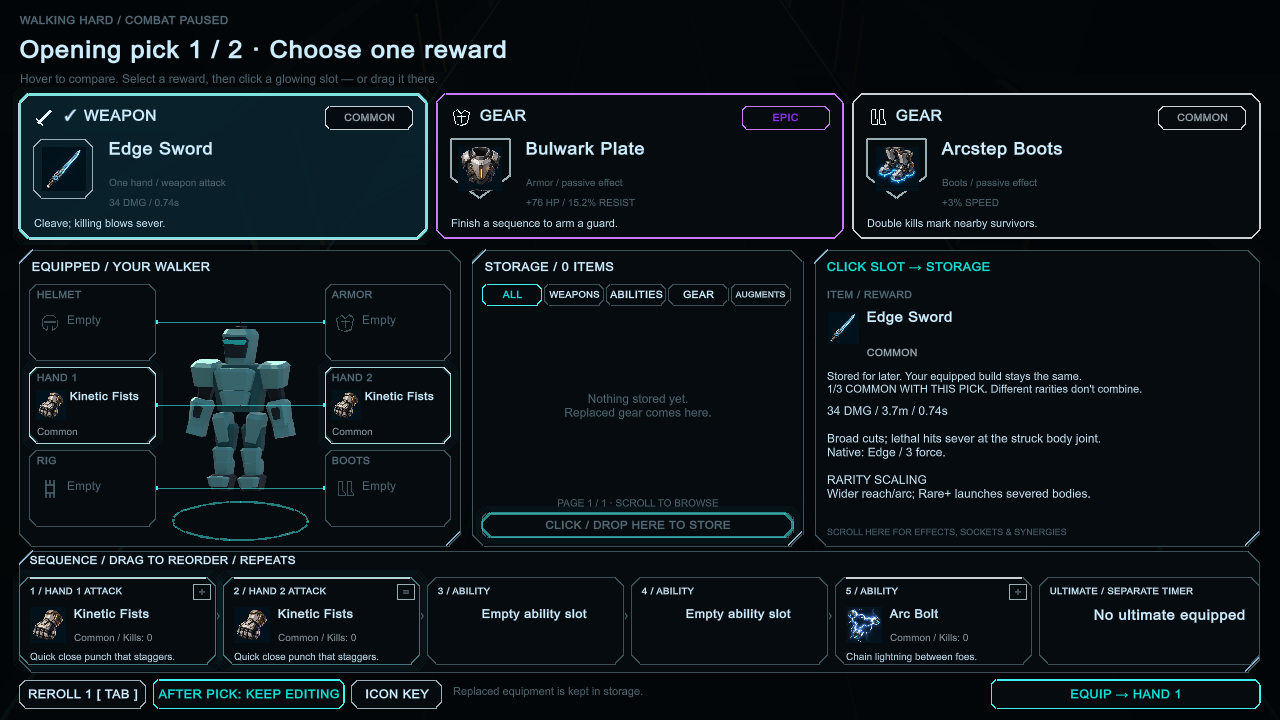 WALKING HARD / COMBAT PAUSED
Opening pick 1 / 2 · Choose one reward
Hover to compare. Select a reward, then click a glowing slot — or drag it there.
✓ WEAPON
COMMON
Edge Sword
One hand / weapon attack
34 DMG / 0.74s
Cleave; killing blows sever.
GEAR
EPIC
Bulwark Plate
Armor / passive effect
+76 HP / 15.2% RESIST
Finish a sequence to arm a guard.
GEAR
COMMON
Arcstep Boots
Boots / passive effect
+3% SPEED
Double kills mark nearby survivors.
EQUIPPED / YOUR WALKER
HELMET
Empty
ARMOR
Empty
HAND 1
Kinetic Fists
Common
HAND 2
Kinetic Fists
Common
RIG
Empty
BOOTS
Empty
STORAGE / 0 ITEMS
ALL
WEAPONS
ABILITIES
GEAR
AUGMENTS
Nothing stored yet.
Replaced gear comes here.
PAGE 1 / 1 · SCROLL TO BROWSE
CLICK / DROP HERE TO STORE
CLICK SLOT → STORAGE
ITEM / REWARD
Edge Sword
COMMON
Stored for later. Your equipped build stays the same.
1/3 COMMON WITH THIS PICK. Different rarities don't combine.
34 DMG / 3.7m / 0.74s
Broad cuts; lethal hits sever at the struck body joint.
Native: Edge / 3 force.
RARITY SCALING
Wider reach/arc; Rare+ launches severed bodies.
SCROLL HERE FOR EFFECTS, SOCKETS & SYNERGIES
SEQUENCE / DRAG TO REORDER / REPEATS
1 / HAND 1 ATTACK
+
Kinetic Fists
Common / Kills: 0
Quick close punch that staggers.
2 / HAND 2 ATTACK
=
Kinetic Fists
Common / Kills: 0
Quick close punch that staggers.
3 / ABILITY
Empty ability slot
4 / ABILITY
Empty ability slot
5 / ABILITY
+
Arc Bolt
Common / Kills: 0
Chain lightning between foes.
ULTIMATE / SEPARATE TIMER
No ultimate equipped
REROLL 1 [ TAB ]
AFTER PICK: KEEP EDITING
ICON KEY
Replaced equipment is kept in storage.
EQUIP → HAND 1